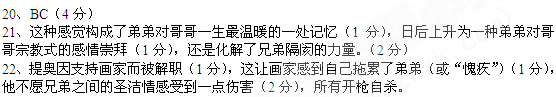 20、BC（4分）
21、这种感觉构成了弟弟对哥哥一生最温暖的一处记忆（1 分），日后上升为一种弟弟对哥
哥宗教式的感情崇拜（1 分），还是化解了兄弟隔阂的力量。（2分）
22、提奥因支持画家而被解职（1 分），这让画家感到自己拖累了弟弟（或“愧疚”）（1 分），
他不愿兄弟之间的圣洁情感受到一点伤害（2 分），所有开枪自杀。